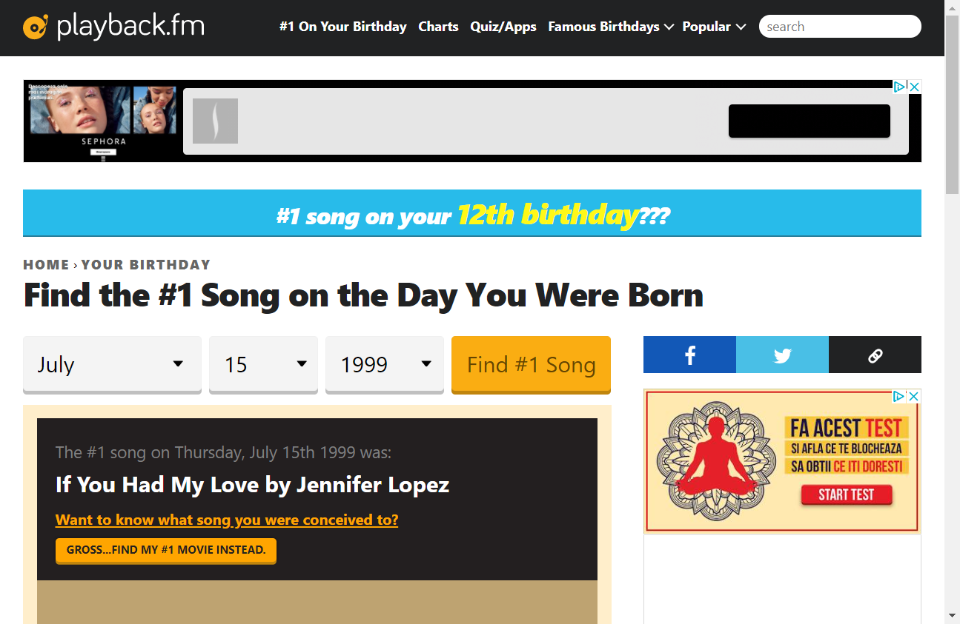 playback.fm
#1 On Your Birthday
Charts
Quiz/Apps
Famous Birthdays
Popular
search
SEPHORA
#1 song on your 12th birthday???
HOME › YOUR BIRTHDAY
Find the #1 Song on the Day You Were Born
July
15
1999
Find #1 Song
The #1 song on Thursday, July 15th 1999 was:
If You Had My Love by Jennifer Lopez
Want to know what song you were conceived to?
GROSS...FIND MY #1 MOVIE INSTEAD.
FA ACEST TEST
SI AFLA CE TE BLOCHEAZA
SA OBTII CE ITI DORESTI
START TEST